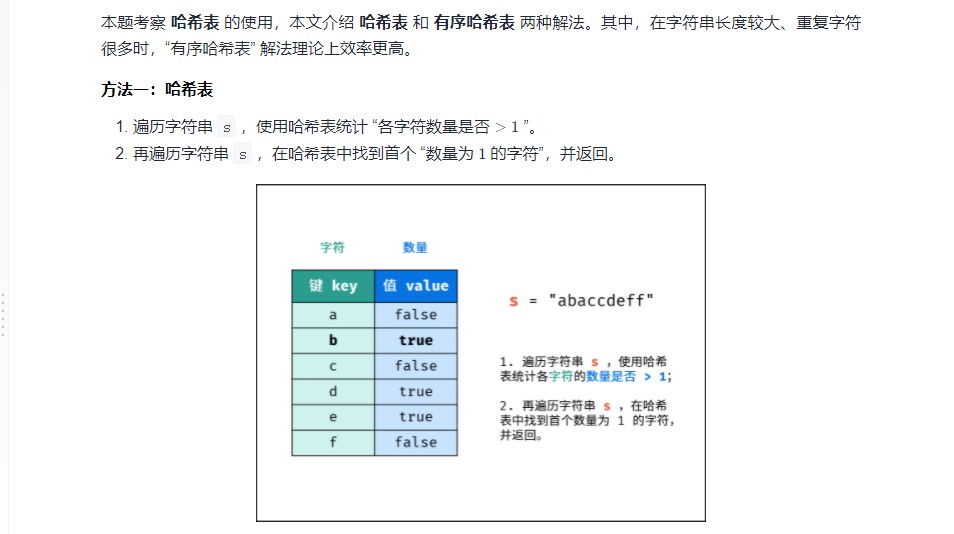 本题考察 哈希表 的使用，本文介绍 哈希表 和 有序哈希表 两种解法。其中，在字符串长度较大、重复字符
很多时，“有序哈希表” 解法理论上效率更高。
方法一：哈希表
1. 遍历字符串 s ，使用哈希表统计 “各字符数量是否 > 1 ”。
2. 再遍历字符串 s ，在哈希表中找到首个 “数量为 1 的字符”，并返回。
字符 数量
键 key 值 value
a false
b true
c false
d true
e true
f false
s = "abaccdeff"
1. 遍历字符串 s ，使用哈希
表统计各字符的数量是否 > 1；
2. 再遍历字符串 s ，在哈希
表中找到首个数量为 1 的字符，
并返回。